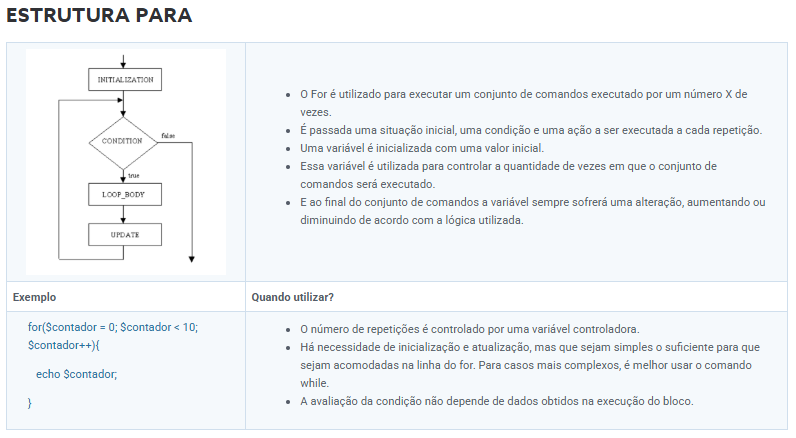 ESTRUTURA PARA
INITIALIZATION
CONDITION
false
true
LOOP_BODY
UPDATE
• O For é utilizado para executar um conjunto de comandos executado por um número X de
vezes.
• É passada uma situação inicial, uma condição e uma ação a ser executada a cada repetição.
• Uma variável é inicializada com uma valor inicial.
• Essa variável é utilizada para controlar a quantidade de vezes em que o conjunto de
comandos será executado.
• E ao final do conjunto de comandos a variável sempre sofrerá uma alteração, aumentando ou
diminuindo de acordo com a lógica utilizada.
Exemplo
Quando utilizar?
for($contador = 0; $contador < 10;
$contador++){
echo $contador;
}
• O número de repetições é controlado por uma variável controladora.
• Há necessidade de inicialização e atualização, mas que sejam simples o suficiente para que
sejam acomodadas na linha do for. Para casos mais complexos, é melhor usar o comando
while.
• A avaliação da condição não depende de dados obtidos na execução do bloco.